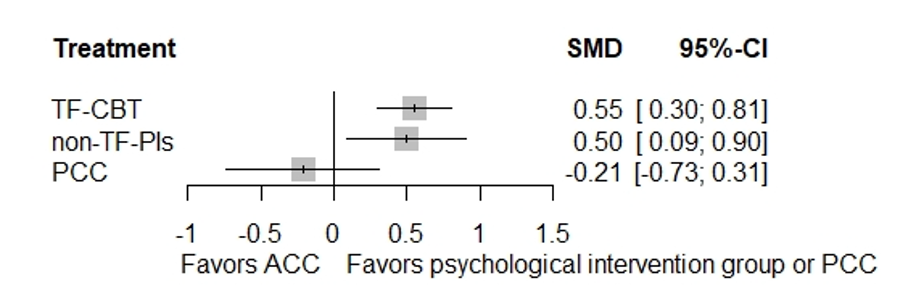 Treatment SMD 95%-CI
TF-CBT 0.55 [ 0.30; 0.81]
non-TF-PIs 0.50 [ 0.09; 0.90]
PCC -0.21 [-0.73; 0.31]
-1 -0.5 0 0.5 1 1.5
Favors ACC Favors psychological intervention group or PCC